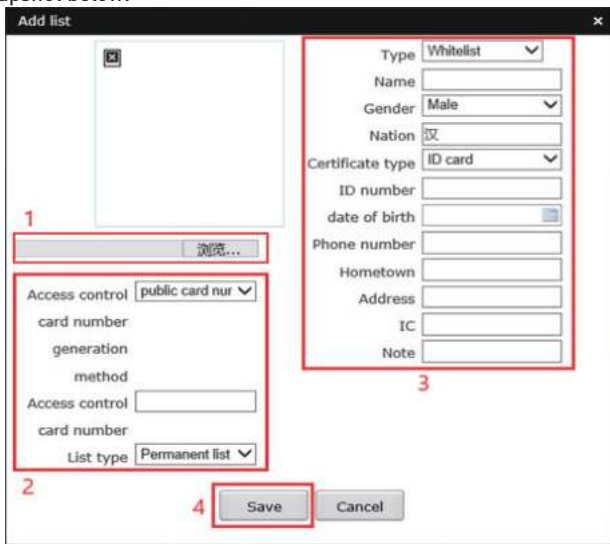 Add list
×
Type Whitelist
Name
Gender Male
Nation 汉
Certificate type ID card
ID number
date of birth
Phone number
Hometown
Address
IC
Note
3
1
浏览...
Access control public card nur
card number
generation
method
Access control
card number
List type Permanent list
2
4
Save
Cancel